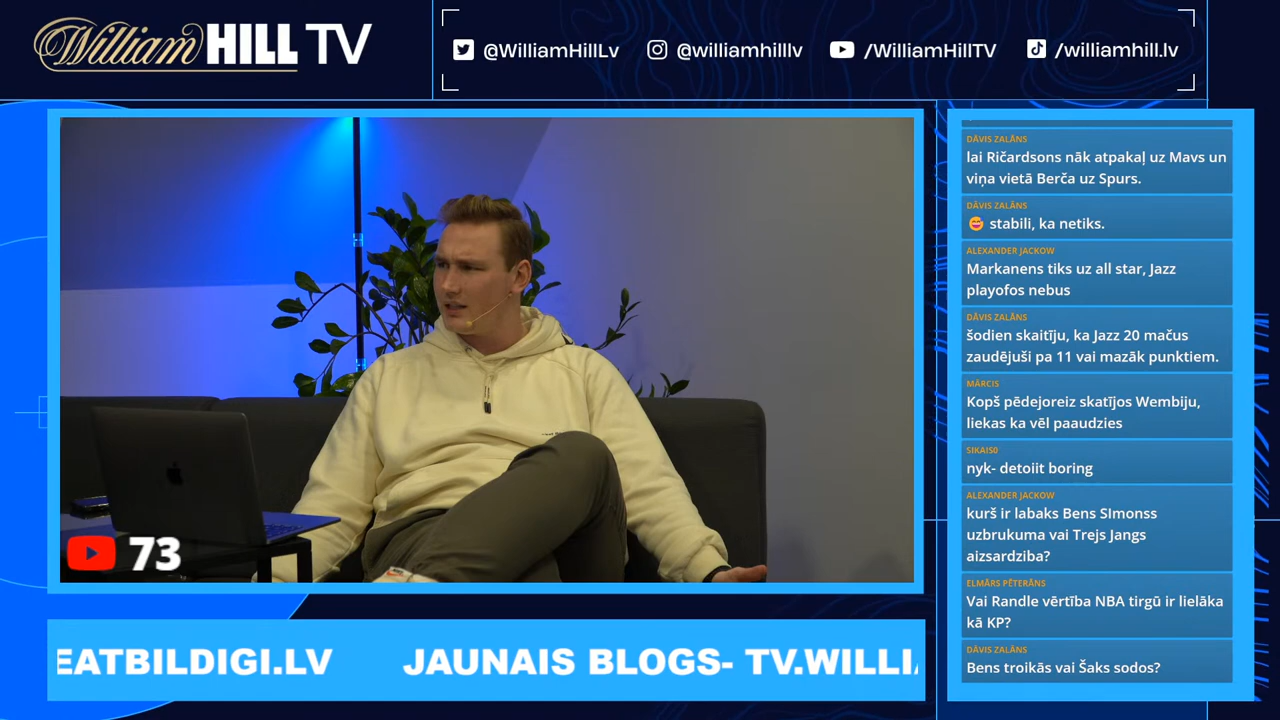 William HILL TV
@WilliamHillLv
@williamhilllv
/WilliamHillTV
/williamhill.lv
DĀVIS ZALĀNS
lai Ričardsons nāk atpakaļ uz Mavs un
viņa vietā Berča uz Spurs.
DĀVIS ZALĀNS
😅 stabili, ka netiks.
ALEXANDER JACKOW
Markanens tiks uz all star, Jazz
playofos nebus
DĀVIS ZALĀNS
šodien skaitīju, ka Jazz 20 mačus
zaudējuši pa 11 vai mazāk punktiem.
MĀRCIS
Kopš pēdejoreiz skatījos Wembiju,
liekas ka vēl paaudzies
SIKAIS0
nyk- detoiit boring
ALEXANDER JACKOW
kurš ir labaks Bens SImonss
uzbrukuma vai Trejs Jangs
aizsardziba?
ELMĀRS PĒTERĀNS
Vai Randle vērtība NBA tirgū ir lielāka
kā KP?
DĀVIS ZALĀNS
Bens troikās vai Šaks sodos?
73
EATBILDIGI.LV JAUNAIS BLOGS- TV.WILLI